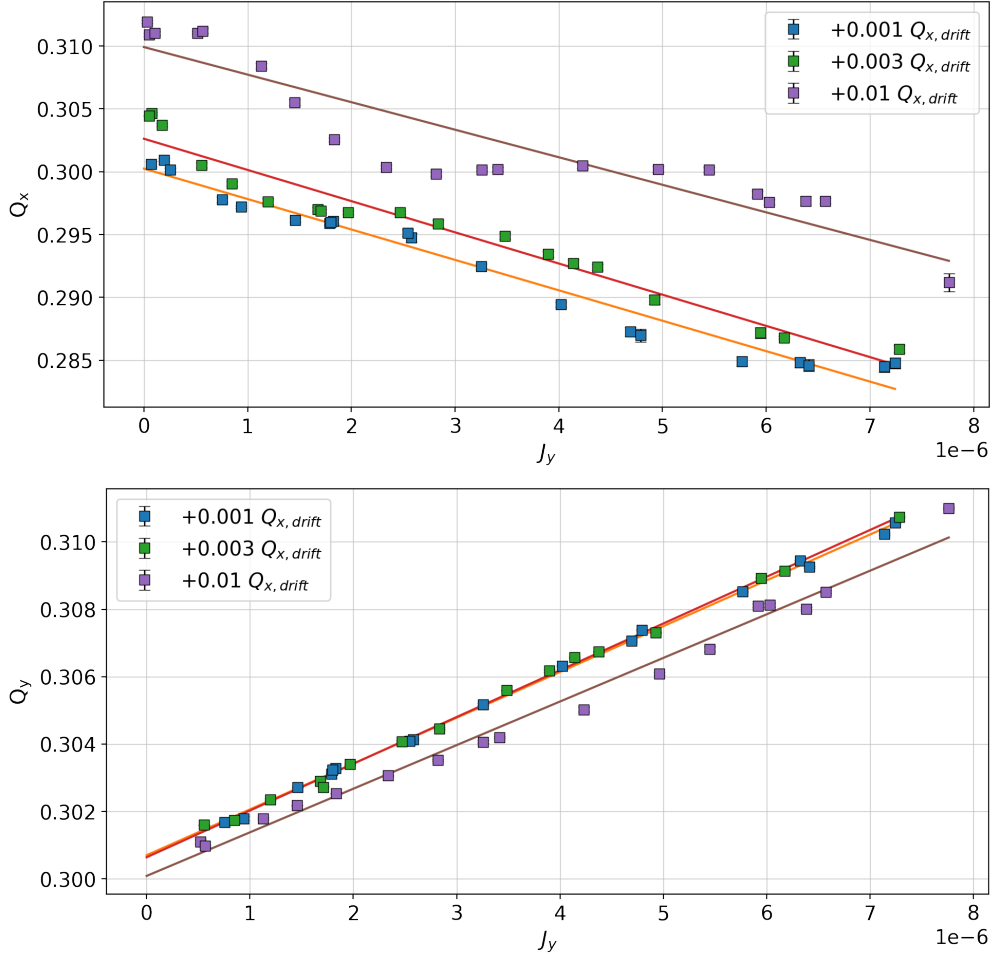 0.310
0.305
0.300
0.295
0.290
0.285
Qx
+0.001 Qx,drift
+0.003 Qx,drift
+0.01 Qx,drift
0 1 2 3 4 5 6 7 8
Jy
1e−6
0.310
0.308
0.306
0.304
0.302
0.300
Qy
+0.001 Qx,drift
+0.003 Qx,drift
+0.01 Qx,drift
0 1 2 3 4 5 6 7 8
Jy
1e−6